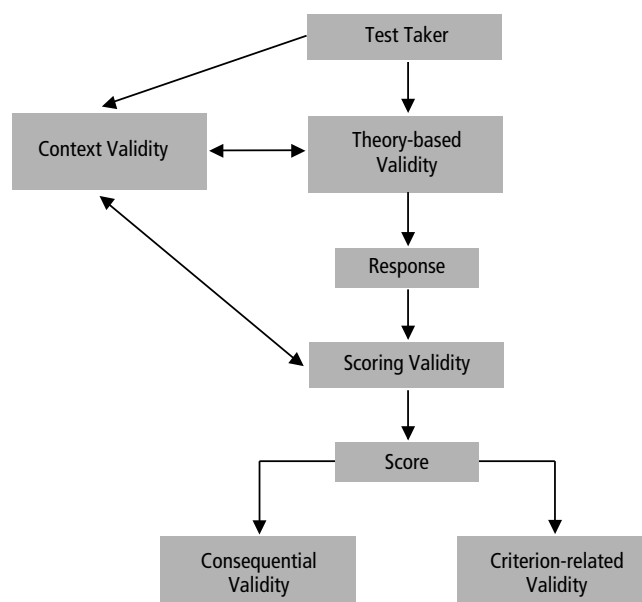 Test Taker
Context Validity
Theory-based
Validity
Response
Scoring Validity
Score
Consequential
Validity
Criterion-related
Validity